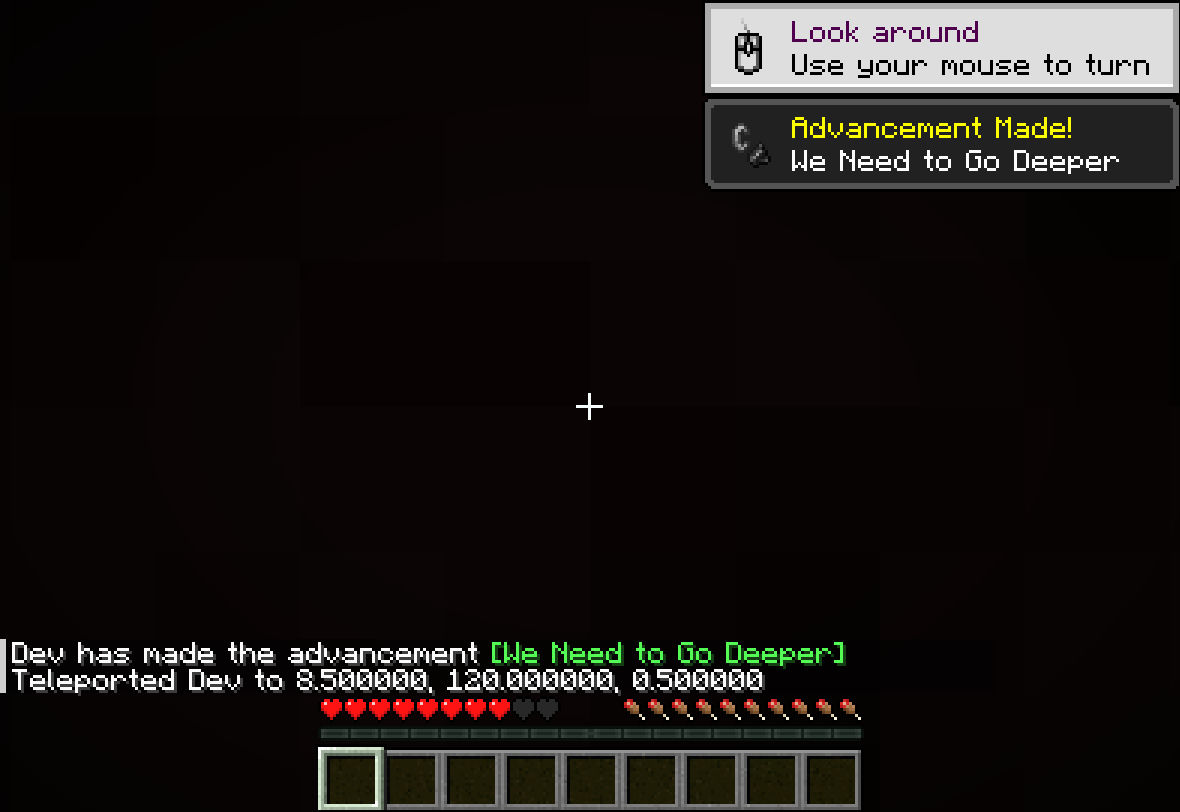 Look around
Use your mouse to turn
Advancement Made!
We Need to Go Deeper
Dev has made the advancement [We Need to Go Deeper]
Teleported Dev to 8.500000, 120.000000, 0.500000